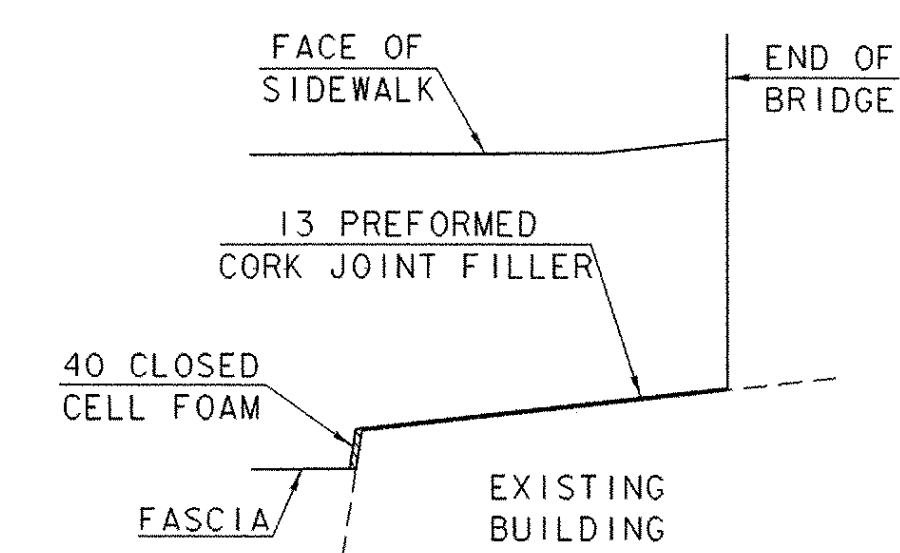 FACE OF
SIDEWALK
END OF
BRIDGE
13 PREFORMED
CORK JOINT FILLER
40 CLOSED
CELL FOAM
EXISTING
BUILDING
FASCIA